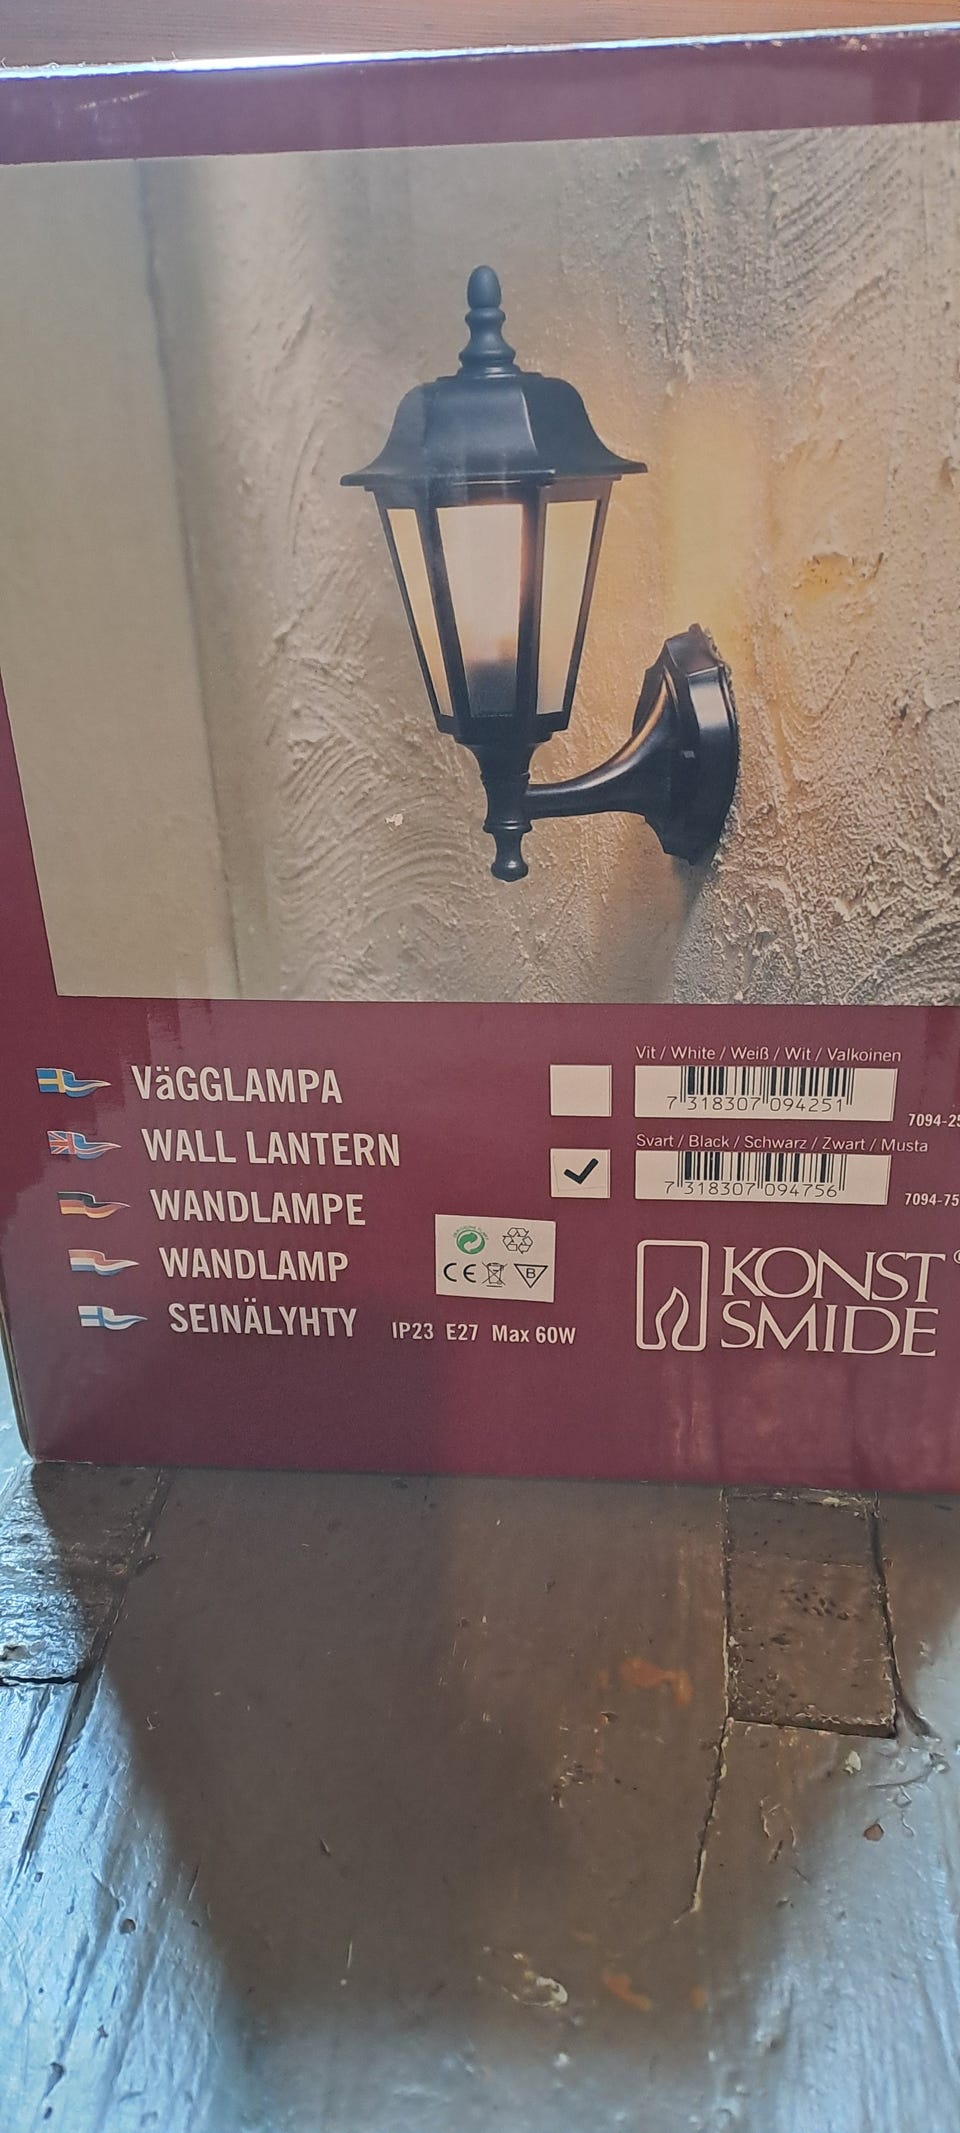 VäGGLAMPA
WALL LANTERN
WANDLAMPE
WANDLAMP
SEINÄLYHTY
IP23 E27 Max 60W
CE
B
Vit / White / Weiß / Wit / Valkoinen
7 318307 094251
Svart / Black / Schwarz / Zwart / Musta
7 318307 094756
KONST
SMIDE